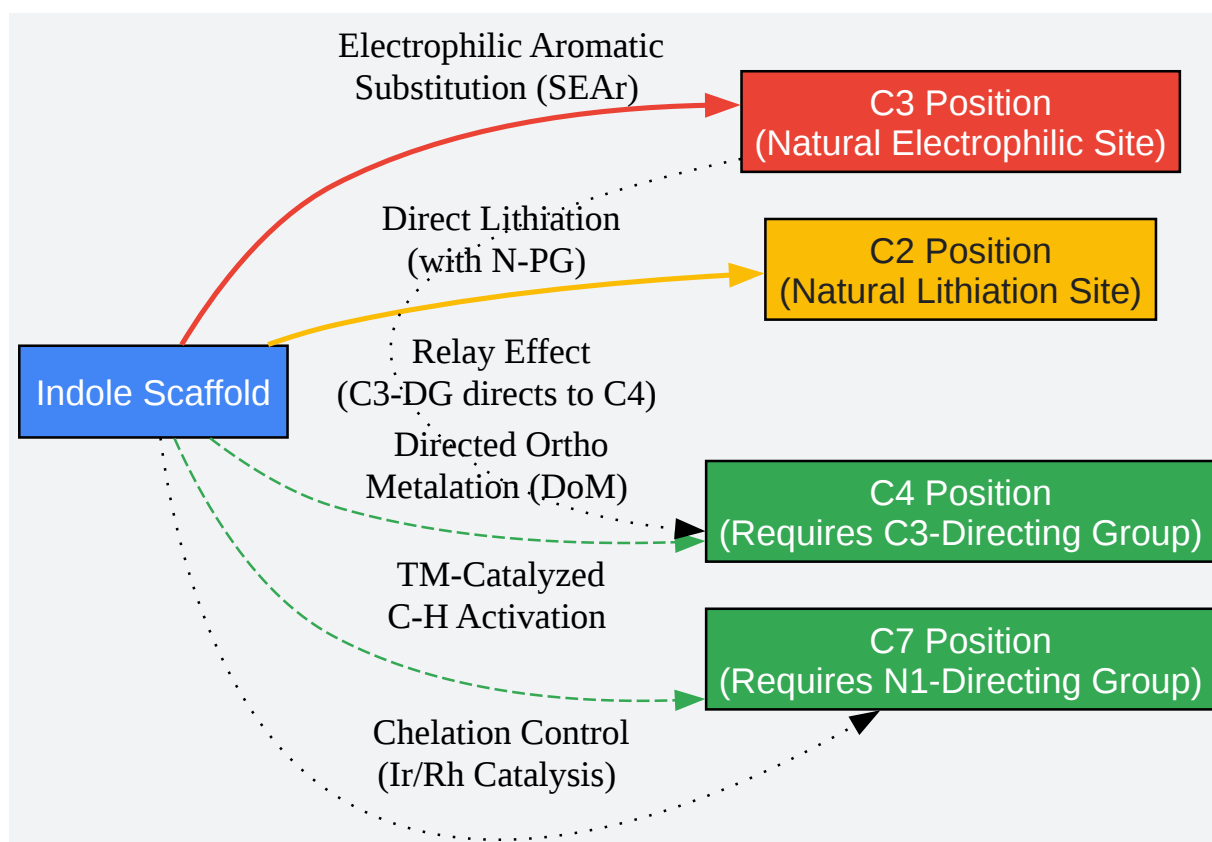 Electrophilic Aromatic
Substitution (SEAr)
C3 Position
(Natural Electrophilic Site)
Direct Lithiation
(with N-PG)
C2 Position
(Natural Lithiation Site)
Indole Scaffold
Relay Effect
(C3-DG directs to C4)
Directed Ortho
Metalation (DoM)
C4 Position
(Requires C3-Directing Group)
TM-Catalyzed
C-H Activation
C7 Position
(Requires N1-Directing Group)
Chelation Control
(Ir/Rh Catalysis)